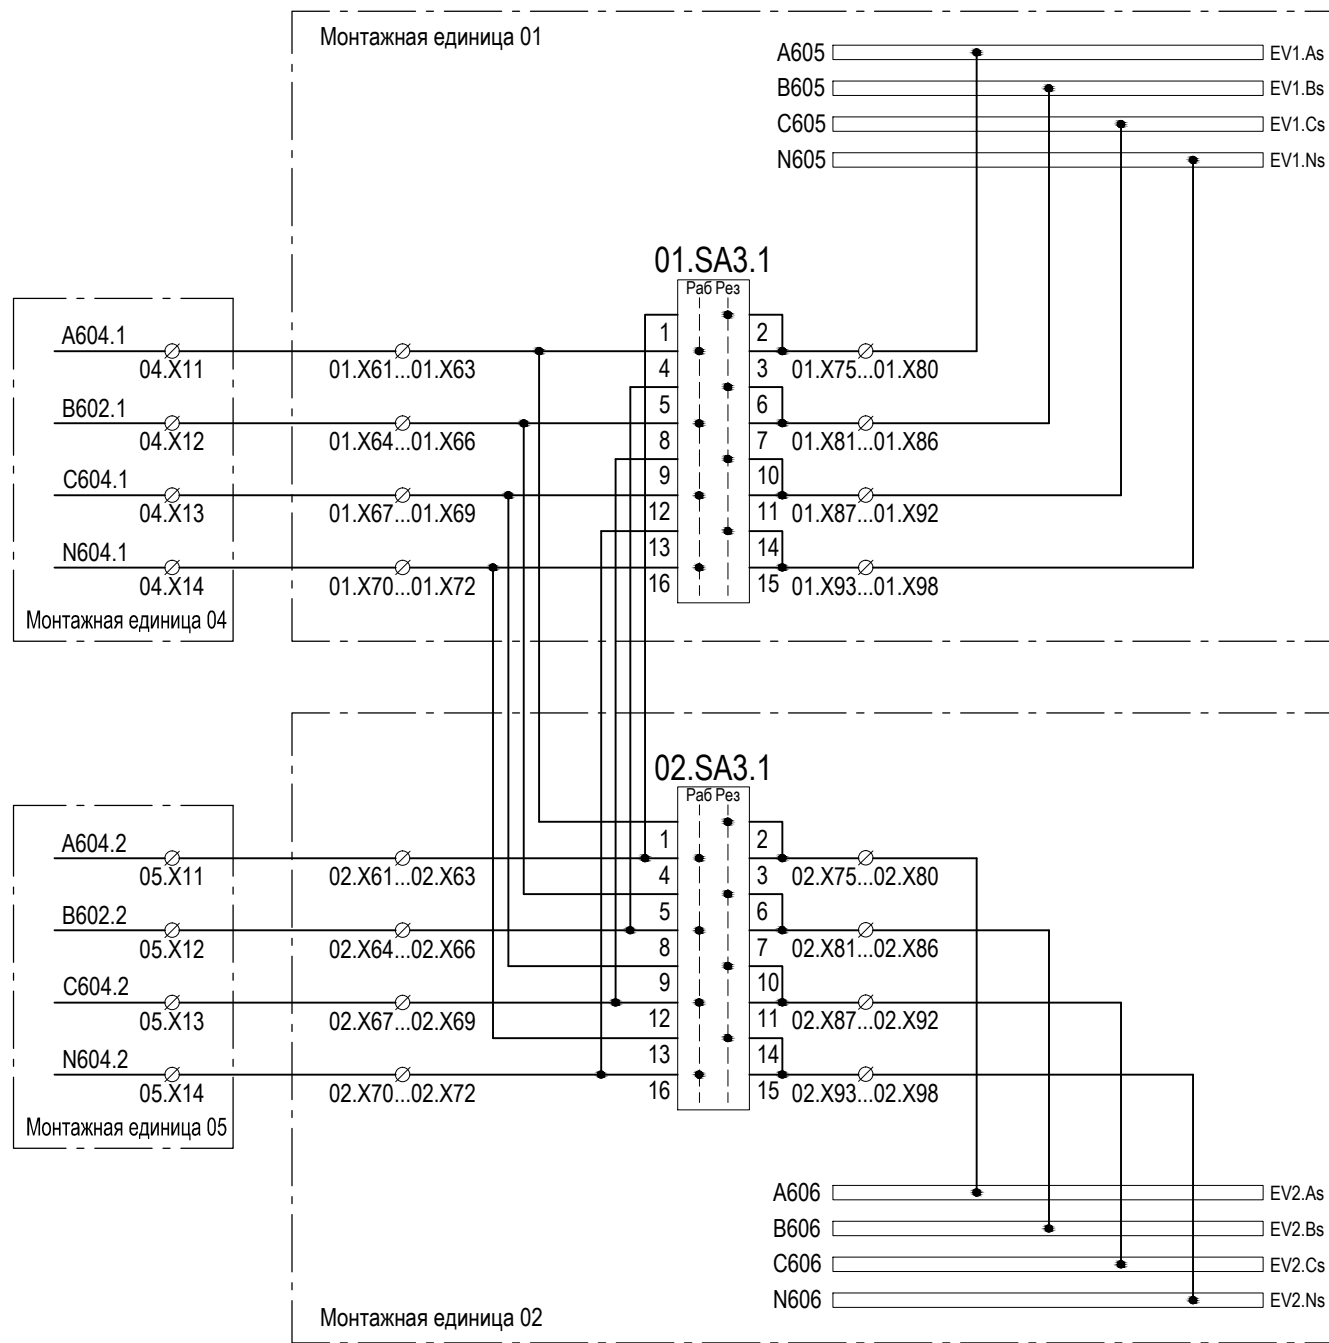 Монтажная единица 01
A605 EV1.As
B605 EV1.Bs
C605 EV1.Cs
N605 EV1.Ns
01.SA3.1
Раб Рез
A604.1
1 2
04.X11 01.X61...01.X63 4 3 01.X75...01.X80
B602.1
5 6
04.X12 01.X64...01.X66 8 7 01.X81...01.X86
C604.1
9 10
04.X13 01.X67...01.X69 12 11 01.X87...01.X92
N604.1
13 14
04.X14 01.X70...01.X72 16 15 01.X93...01.X98
Монтажная единица 04
02.SA3.1
Раб Рез
A604.2
1 2
05.X11 02.X61...02.X63 4 3 02.X75...02.X80
B602.2
5 6
05.X12 02.X64...02.X66 8 7 02.X81...02.X86
C604.2
9 10
05.X13 02.X67...02.X69 12 11 02.X87...02.X92
N604.2
13 14
05.X14 02.X70...02.X72 16 15 02.X93...02.X98
Монтажная единица 05
A606 EV2.As
B606 EV2.Bs
C606 EV2.Cs
N606 EV2.Ns
Монтажная единица 02